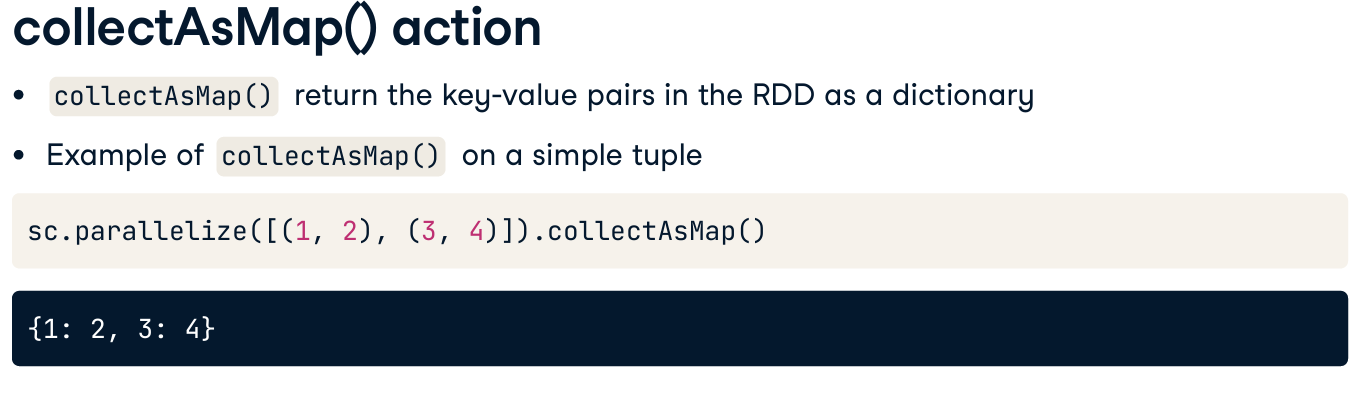 collectAsMap() action
• collectAsMap() return the key-value pairs in the RDD as a dictionary
• Example of collectAsMap() on a simple tuple
sc.parallelize([(1, 2), (3, 4)]).collectAsMap()
{1: 2, 3: 4}